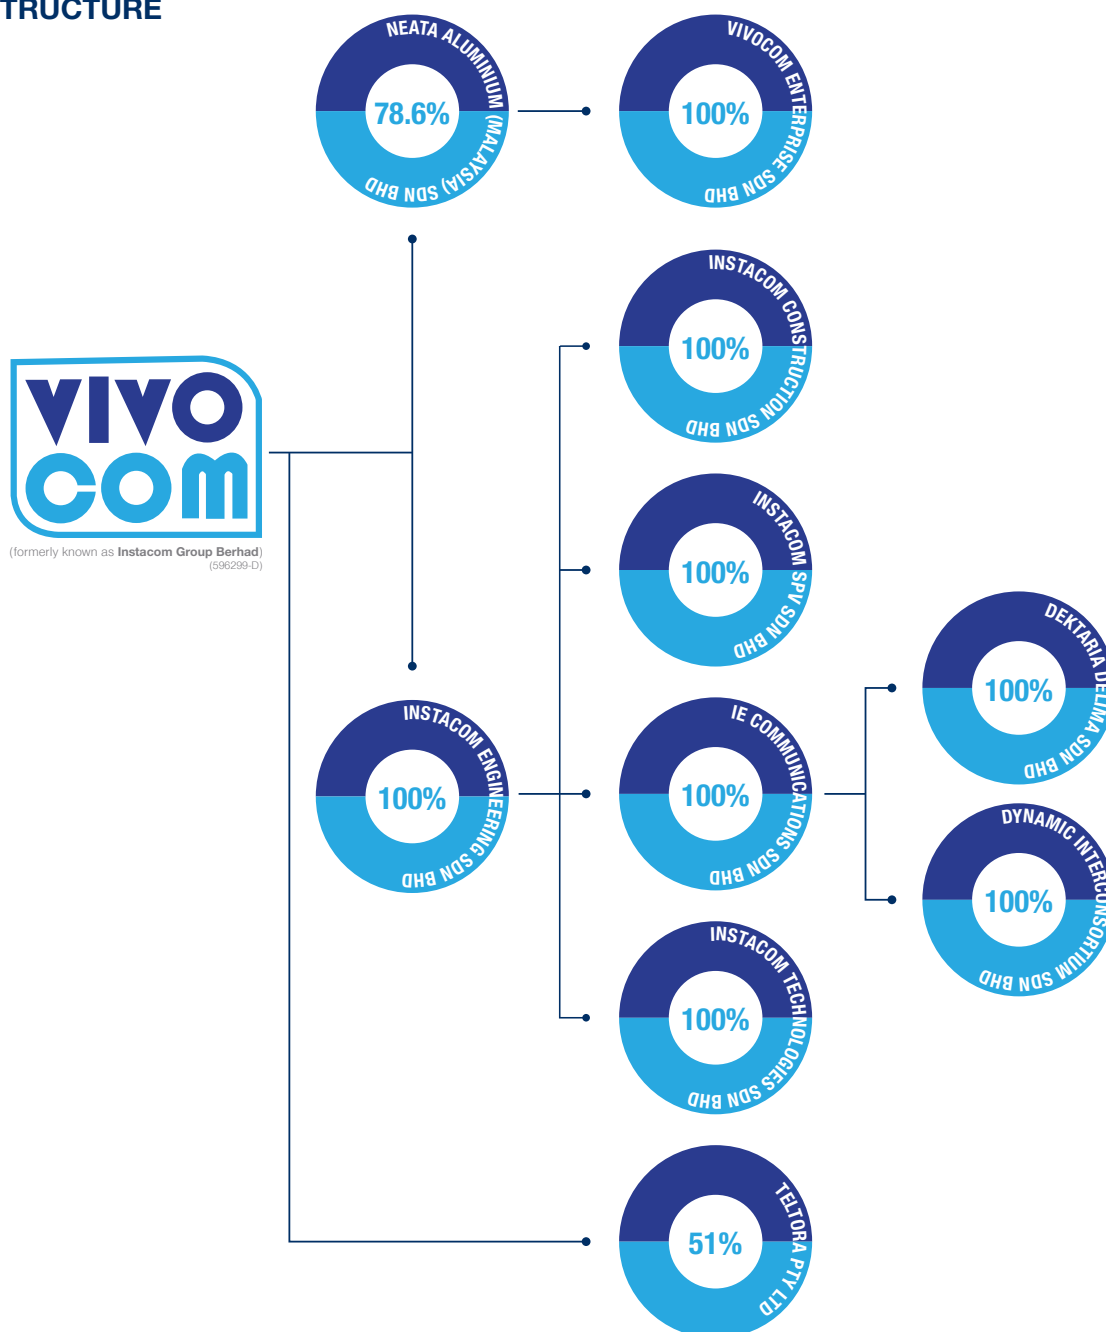 TRUCTURE
NEATA ALUMINIUM (MALAYSIA) SDN BHD
78.6%
VIVOCOM ENTERPRISE SDN BHD
100%
INSTACOM CONSTRUCTION SDN BHD
100%
VIVO
COM
(formerly known as Instacom Group Berhad)
(596299-D)
INSTACOM SPV SDN BHD
100%
DEKTARIA DELIMA SDN BHD
100%
INSTACOM ENGINEERING SDN BHD
100%
IE COMMUNICATIONS SDN BHD
100%
DYNAMIC INTERCONSORTIUM SDN BHD
100%
INSTACOM TECHNOLOGIES SDN BHD
100%
TELTORA PTY LTD
51%